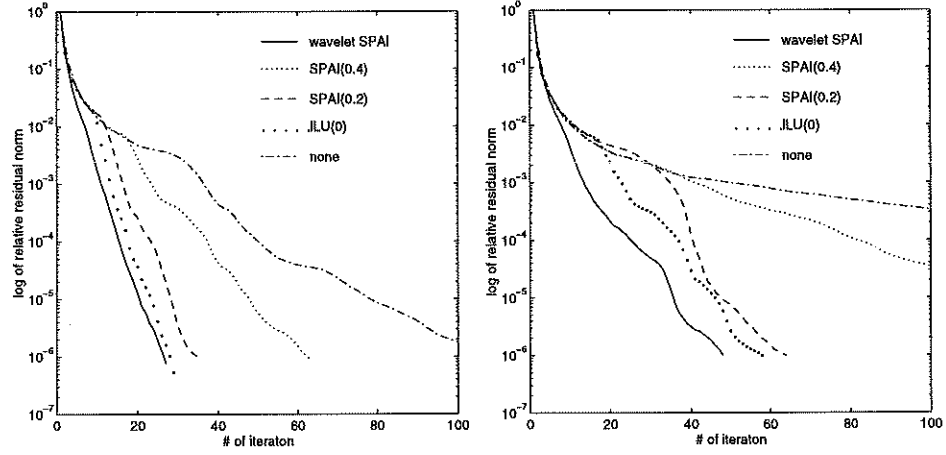 10^0
10^-1
10^-2
10^-3
10^-4
10^-5
10^-6
10^-7
log of relative residual norm
wavelet SPAI
SPAI(0.4)
SPAI(0.2)
ILU(0)
none
0
20
40
60
80
100
# of iteraton
10^0
10^-1
10^-2
10^-3
10^-4
10^-5
10^-6
10^-7
log of relative residual norm
wavelet SPAI
SPAI(0.4)
SPAI(0.2)
ILU(0)
none
0
20
40
60
80
100
# of iteraton